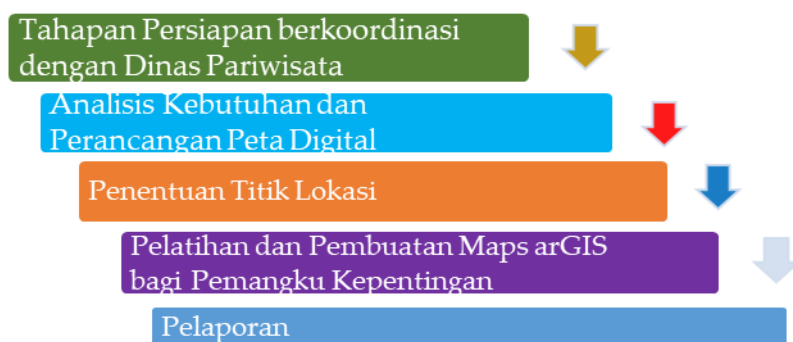 Tahapan Persiapan berkoordinasi
dengan Dinas Pariwisata
Analisis Kebutuhan dan
Perancangan Peta Digital
Penentuan Titik Lokasi
Pelatihan dan Pembuatan Maps arGIS
bagi Pemangku Kepentingan
Pelaporan